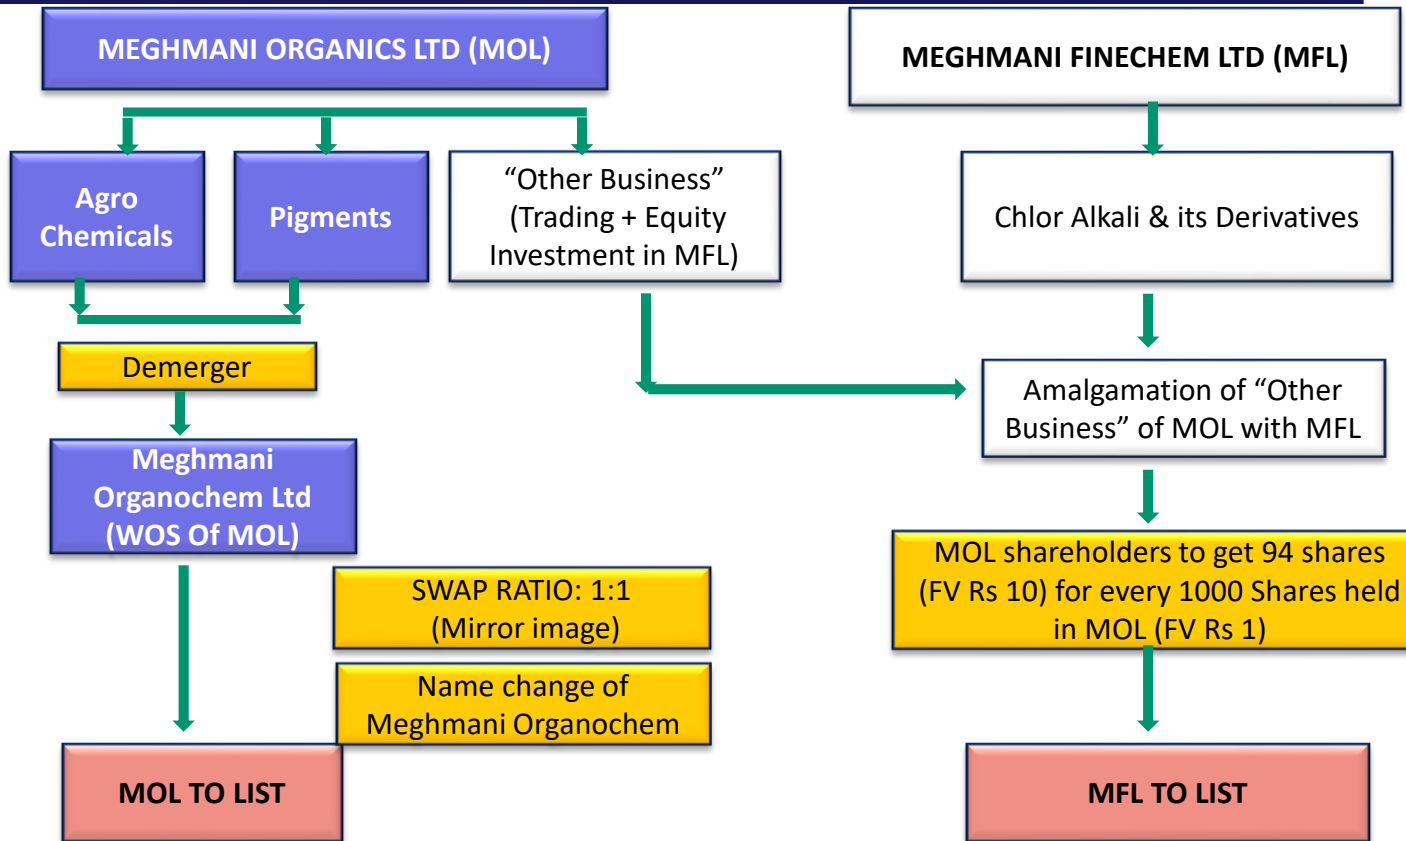 MEGHMANI ORGANICS LTD (MOL)
MEGHMANI FINECHEM LTD (MFL)
Agro
Chemicals
Pigments
“Other Business”
(Trading + Equity
Investment in MFL)
Chlor Alkali & its Derivatives
Demerger
Amalgamation of “Other
Business” of MOL with MFL
Meghmani
Organochem Ltd
(WOS Of MOL)
MOL shareholders to get 94 shares
(FV Rs 10) for every 1000 Shares held
in MOL (FV Rs 1)
SWAP RATIO: 1:1
(Mirror image)
Name change of
Meghmani Organochem
MOL TO LIST
MFL TO LIST